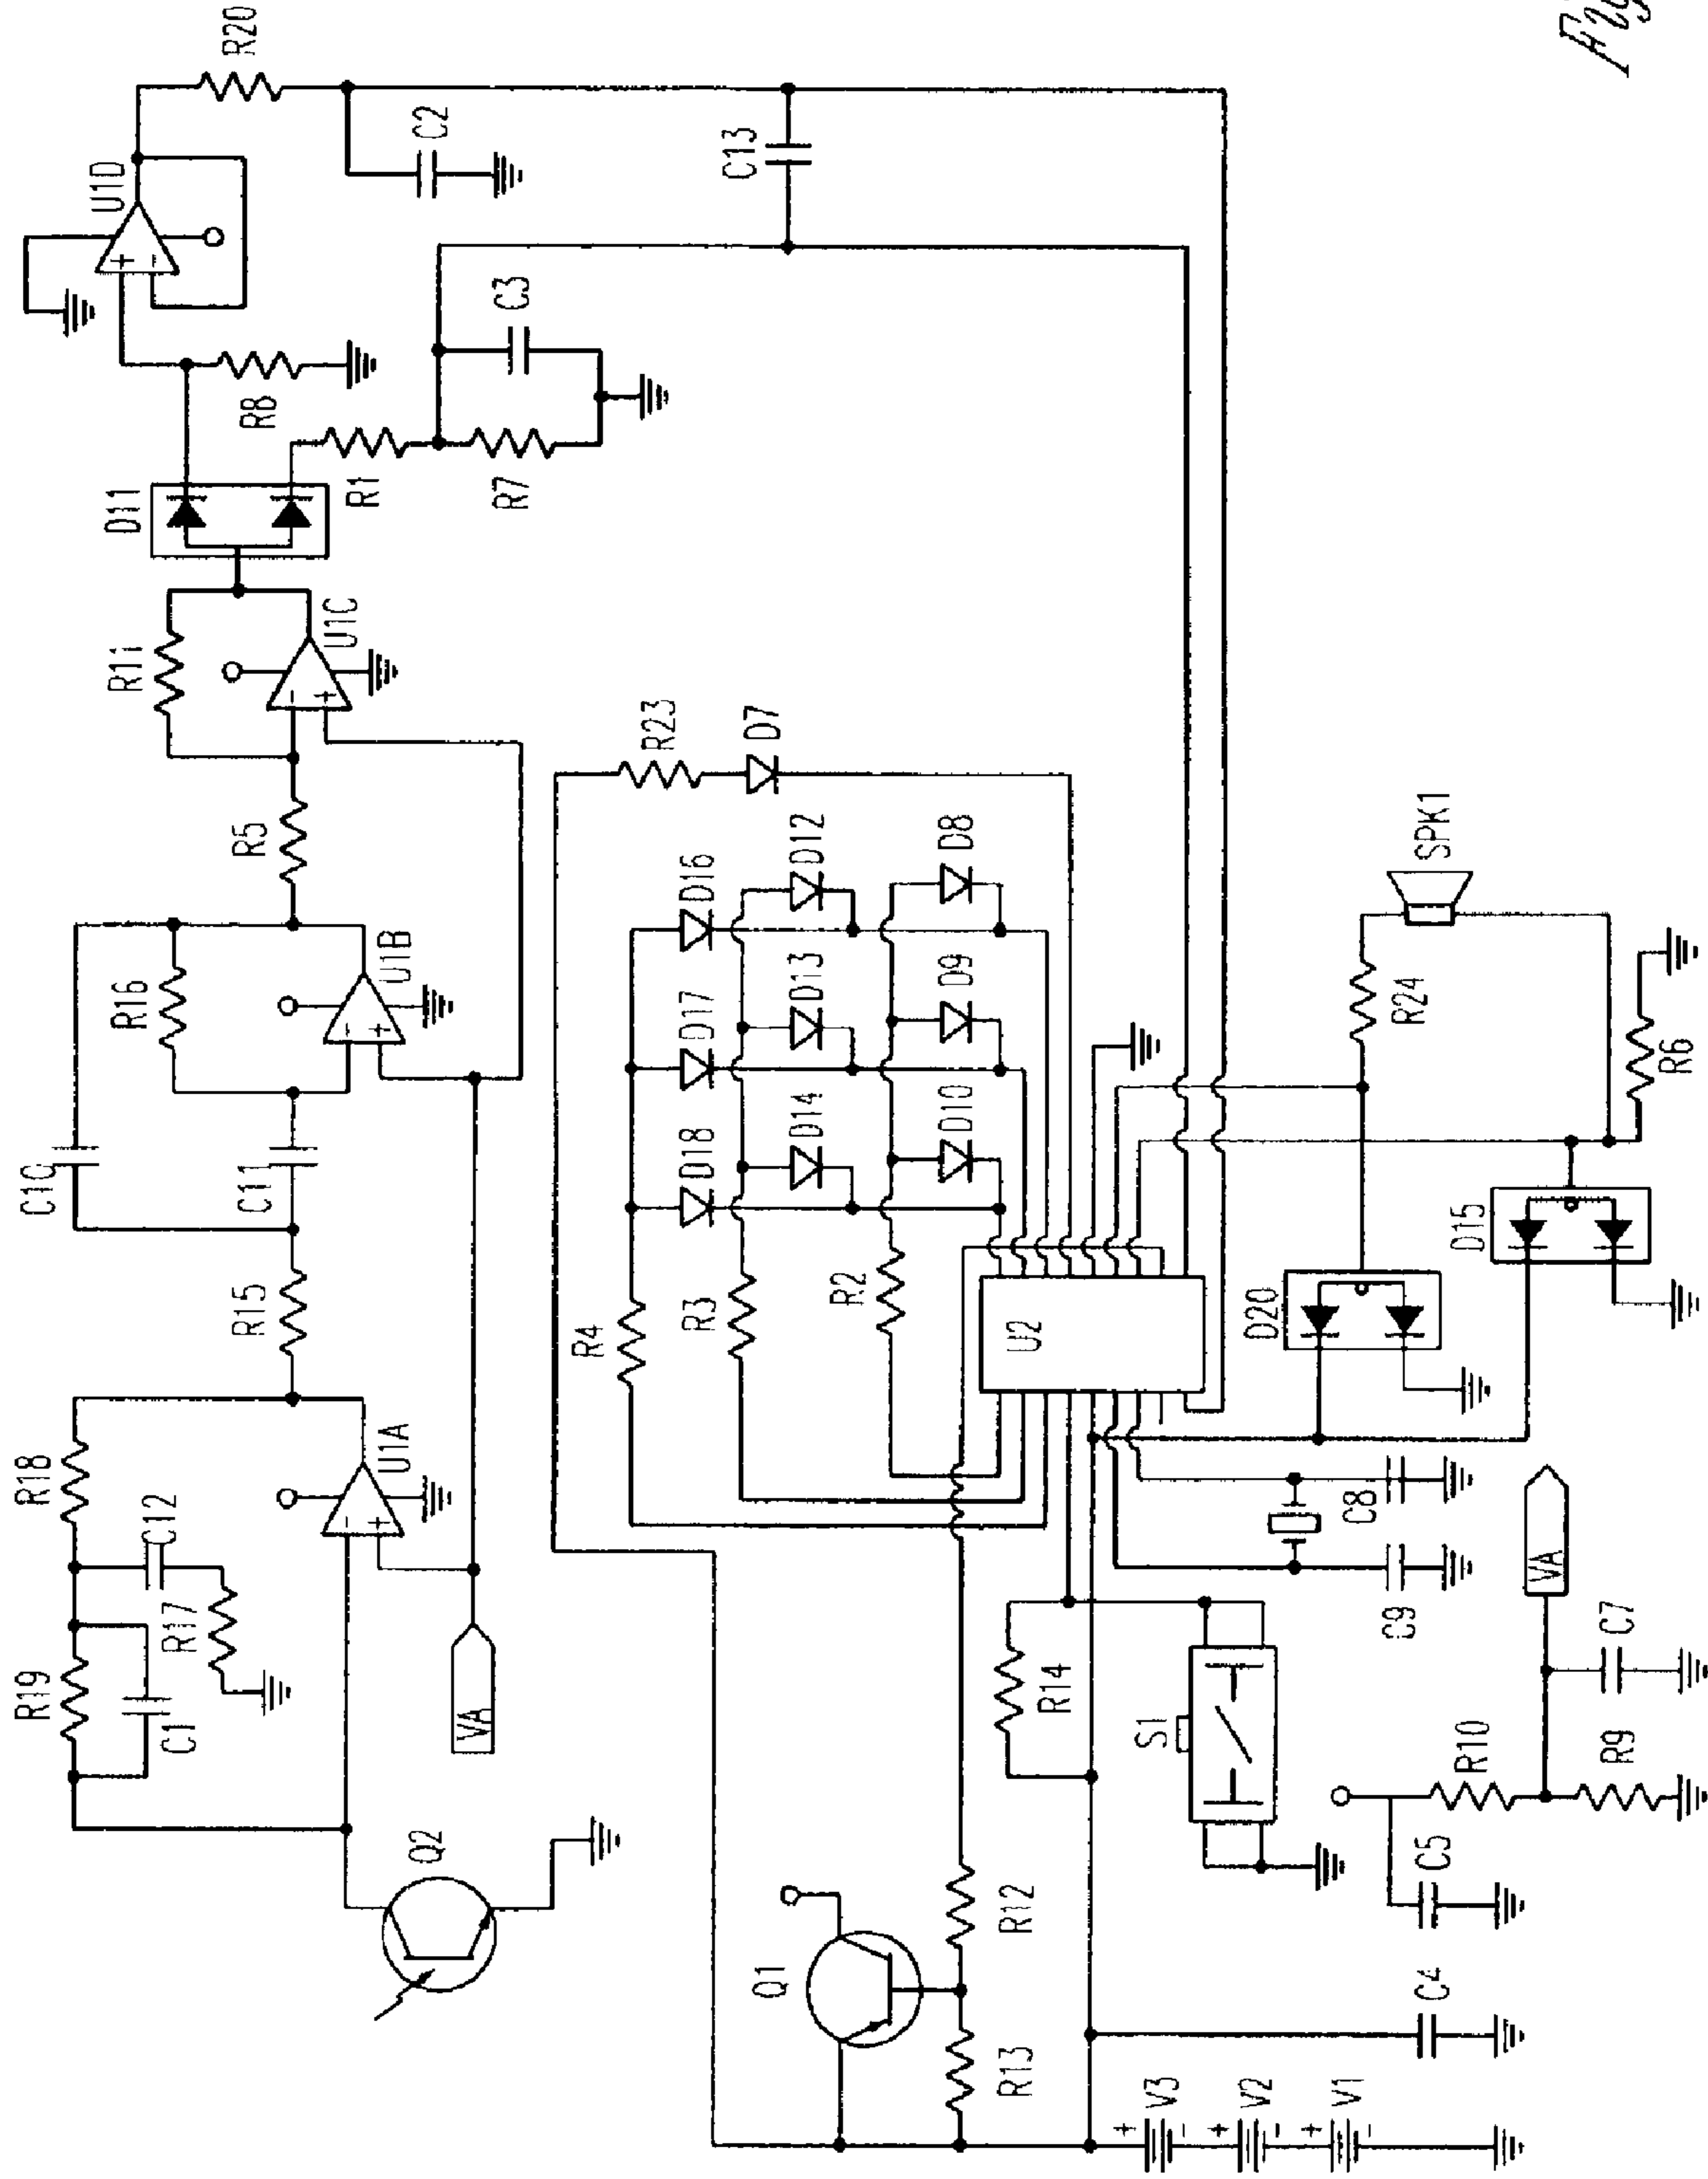 Fig
R20
U1D
C2
C13
R8
C3
D11
R1
R7
R11
U1C
R23
D7
R5
D16
D12
D8
SPK1
R16
U1B
D17
D13
D9
R24
R6
C10
C11
D18
D14
D10
D15
R15
R4
R3
R2
U2
D20
R18
U1A
C12
R17
C8
VA
R19
C1
VA
R14
C9
C7
S1
R10
R9
Q2
Q1
R12
C5
R13
C4
V3
V2
V1